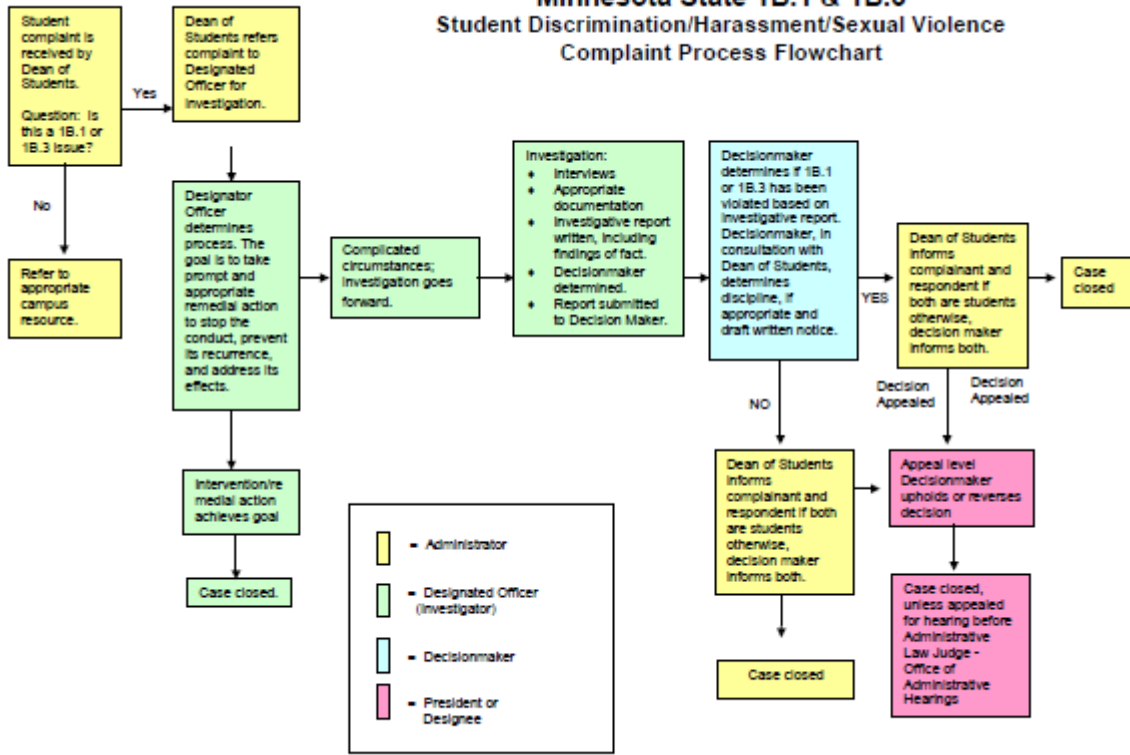 Minnesota State 1B.1 & 1B.3
Student Discrimination/Harassment/Sexual Violence
Complaint Process Flowchart
Student
complaint is
received by
Dean of
Students.
Question: Is
this a 1B.1 or
1B.3 issue?
Yes
Dean of
Students refers
complaint to
Designated
Officer for
Investigation.
No
Refer to
appropriate
campus
resource.
Designator
Officer
determines
process. The
goal is to take
prompt and
appropriate
remedial action
to stop the
conduct, prevent
its recurrence,
and address its
effects.
Complicated
circumstances;
Investigation goes
forward.
Investigation:
♦ Interviews
♦ Appropriate
documentation
♦ Investigative report
written, including
findings of fact.
♦ Decisionmaker
determined.
♦ Report submitted
to Decision Maker.
Decisionmaker
determines if 1B.1
or 1B.3 has been
violated based on
investigative report.
Decisionmaker, in
consultation with
Dean of Students,
determines
discipline, if
appropriate and
draft written notice.
YES
Dean of Students
informs
complainant and
respondent if
both are students
otherwise,
decision maker
informs both.
Case
closed
NO
Decision
Appealed
Decision
Appealed
Intervention/re
medial action
achieves goal
Case closed.
Dean of Students
informs
complainant and
respondent if both
are students
otherwise,
decision maker
informs both.
Case closed
Appeal level
Decisionmaker
upholds or reverses
decision
Case closed,
unless appealed
for hearing before
Administrative
Law Judge -
Office of
Administrative
Hearings
= Administrator
= Designated Officer
(Investigator)
= Decisionmaker
= President or
Designee